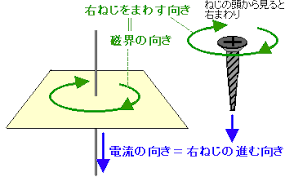 右ねじをまわす向き
||
磁界の向き
ねじの頭から見ると
右まわり
電流の向き＝右ねじの進む向き